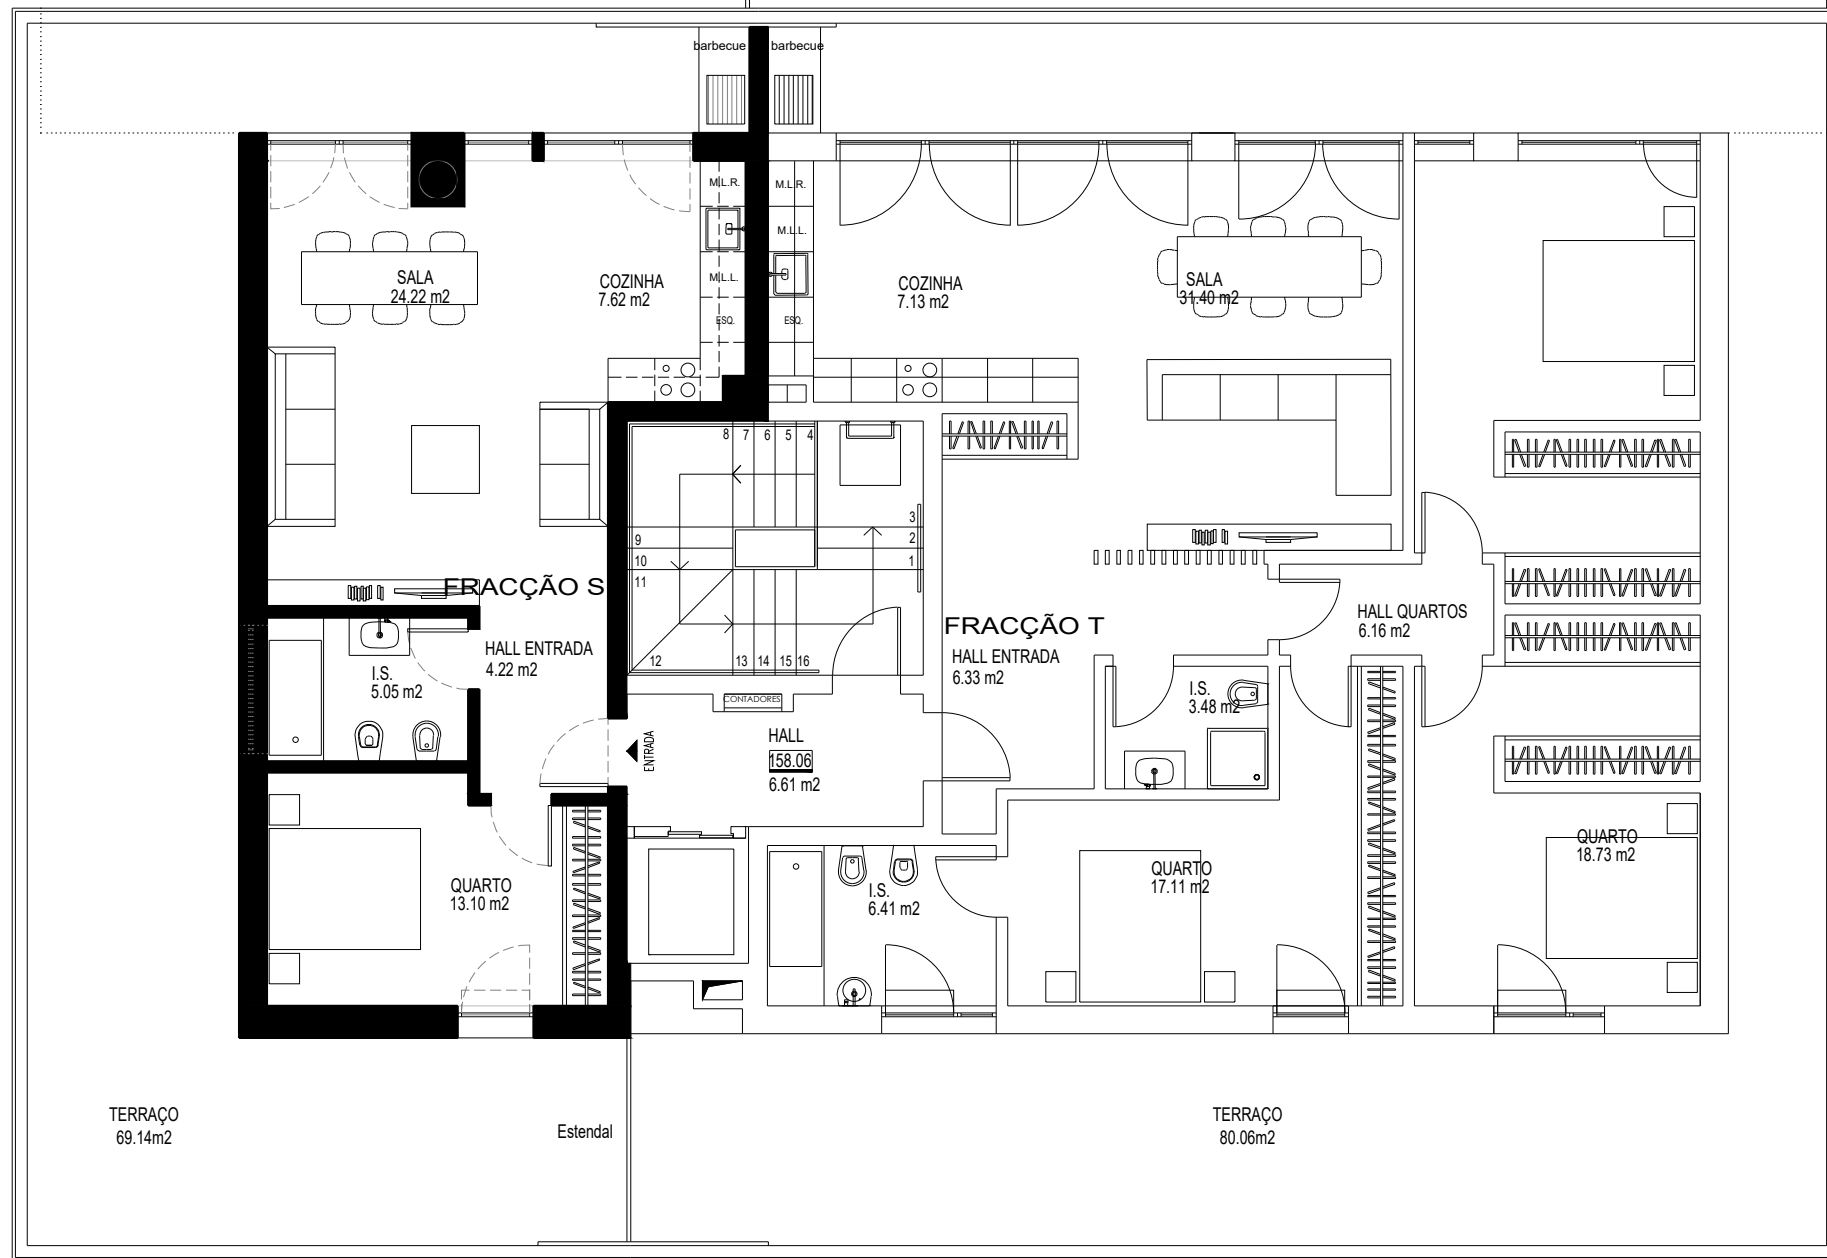 barbecue
barbecue
M.L.R.
M.L.R.
M.L.L.
M.L.L.
ESQ.
ESQ.
SALA
24.22 m2
COZINHA
7.62 m2
COZINHA
7.13 m2
SALA
31.40 m2
8 7 6 5 4
3
2
1
9
10
11
12 13 14 15 16
FRACÇÃO S
FRACÇÃO T
HALL ENTRADA
4.22 m2
HALL ENTRADA
6.33 m2
HALL QUARTOS
6.16 m2
I.S.
5.05 m2
I.S.
3.48 m2
CONTADORES
ENTRADA
HALL
158.06
6.61 m2
QUARTO
13.10 m2
I.S.
6.41 m2
QUARTO
17.11 m2
QUARTO
18.73 m2
TERRAÇO
69.14m2
Estendal
TERRAÇO
80.06m2